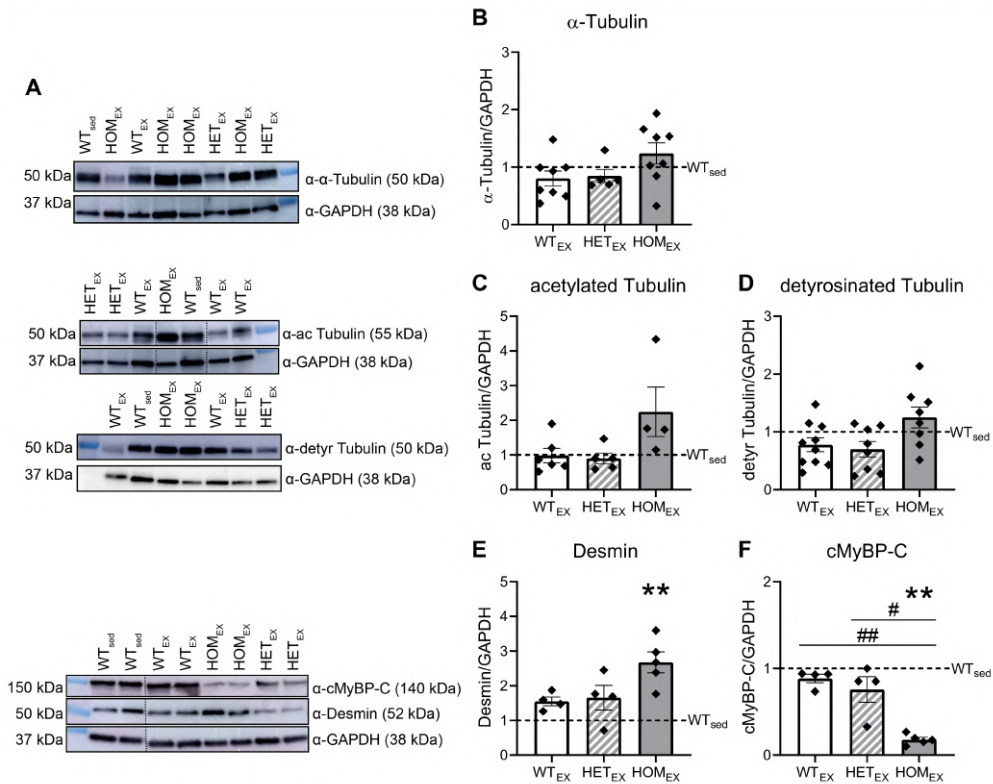 A
WTsed
HOMEX
WTEX
HOMEX
HOMEX
HETEX
HOMEX
HETEX
50 kDa
α-α-Tubulin (50 kDa)
37 kDa
α-GAPDH (38 kDa)
HETEX
HETEX
WTEX
HOMEX
WTsed
WTEX
WTEX
50 kDa
α-ac Tubulin (55 kDa)
37 kDa
α-GAPDH (38 kDa)
WTEX
WTsed
HOMEX
HOMEX
WTEX
HETEX
HETEX
50 kDa
α-detyr Tubulin (50 kDa)
37 kDa
α-GAPDH (38 kDa)
WTsed
WTsed
WTEX
WTEX
HOMEX
HOMEX
HETEX
HETEX
150 kDa
α-cMyBP-C (140 kDa)
50 kDa
α-Desmin (52 kDa)
37 kDa
α-GAPDH (38 kDa)
B
α-Tubulin
α-Tubulin/GAPDH
3
2
1
0
WTsed
WTEX HETEX HOMEX
C
acetylated Tubulin
ac Tubulin/GAPDH
5
4
3
2
1
0
WTsed
WTEX HETEX HOMEX
D
detyrosinated Tubulin
detyr Tubulin/GAPDH
3
2
1
0
WTsed
WTEX HETEX HOMEX
E
Desmin
Desmin/GAPDH
5
4
3
2
1
0
**
WTsed
WTEX HETEX HOMEX
F
cMyBP-C
cMyBP-C/GAPDH
2
1
0
# **
##
WTsed
WTEX HETEX HOMEX